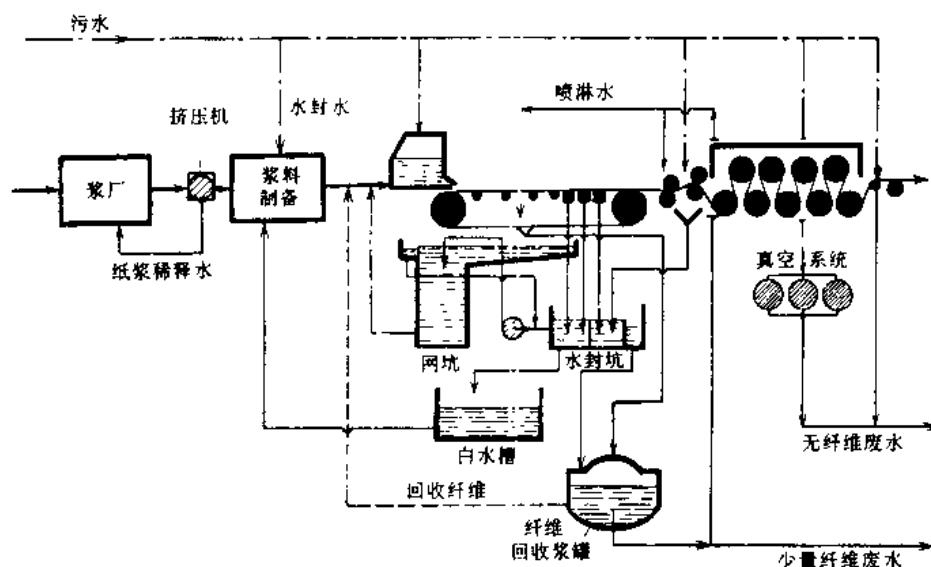 污水
喷淋水
挤压机
水封水
浆厂
浆料
制备
纸浆稀释水
真空系统
网坑
水封坑
白水槽
无纤维废水
回收纤维
纤维
回收浆罐
少量纤维废水